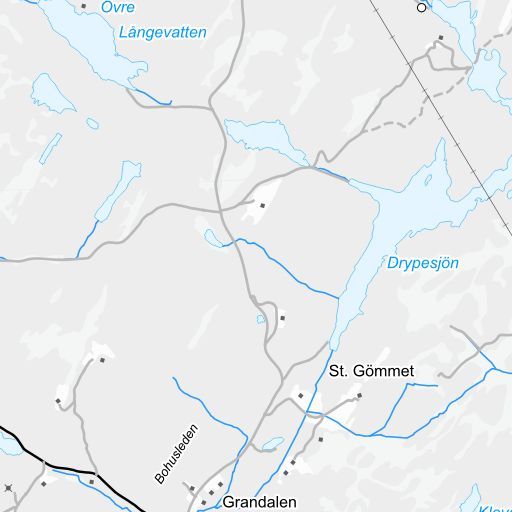 Övre
Långevatten
Drypesjön
St. Gömmet
Bohusleden
Grandalen